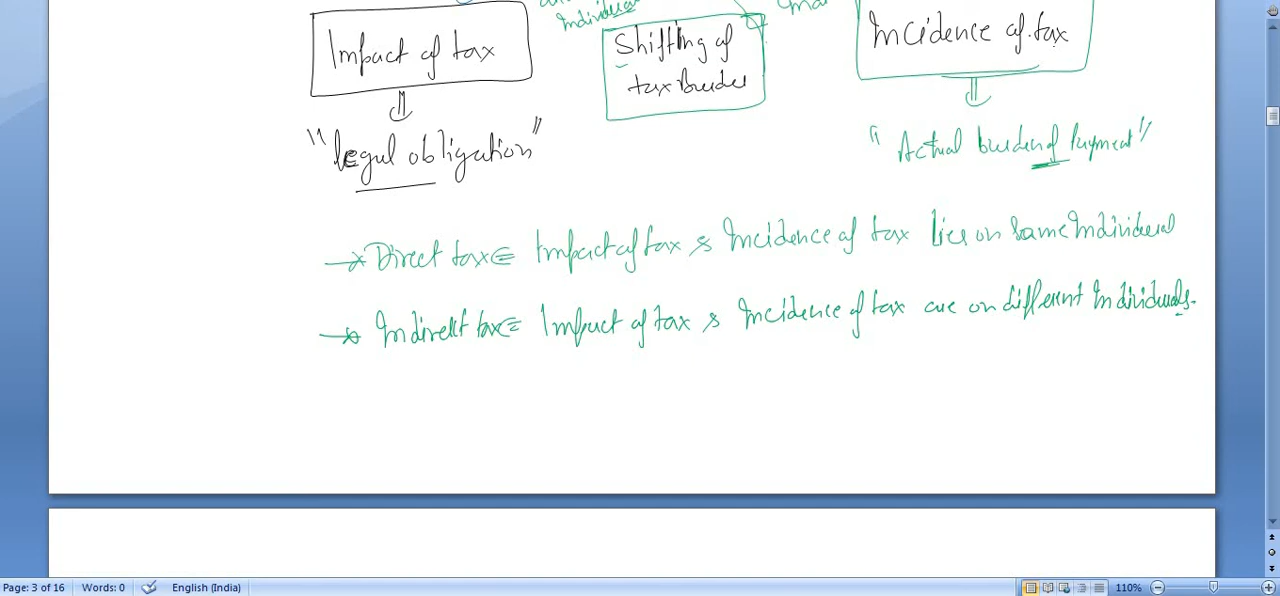 Individual
Impact of tax
Shifting of
tax Burden
Incidence of tax
"legal obligation"
"Actual burden of Payment"
→ Direct tax = Impact of tax & Incidence of tax lies on same Individual
→ Indirect tax = Impact of tax & Incidence of tax are on different Individuals.
Page: 3 of 16 Words: 0 English (India) 110%